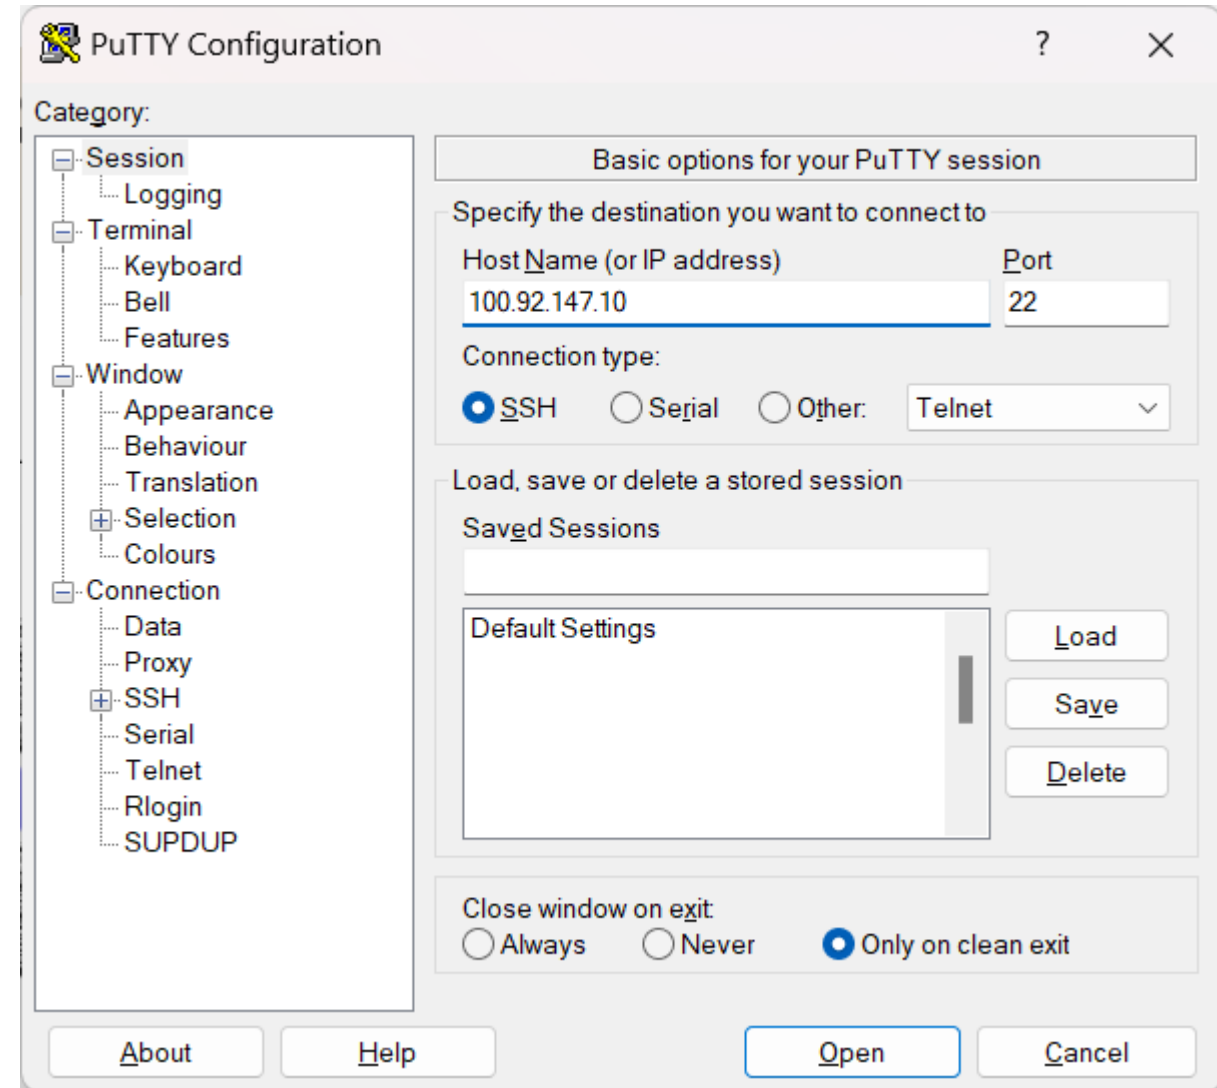 PuTTY Configuration ? ×
Category:
Session
Logging
Terminal
Keyboard
Bell
Features
Window
Appearance
Behaviour
Translation
Selection
Colours
Connection
Data
Proxy
SSH
Serial
Telnet
Rlogin
SUPDUP
Basic options for your PuTTY session
Specify the destination you want to connect to
Host Name (or IP address) Port
100.92.147.10 22
Connection type:
SSH Serial Other: Telnet
Load, save or delete a stored session
Saved Sessions
Default Settings
Load
Save
Delete
Close window on exit:
Always Never Only on clean exit
About Help Open Cancel